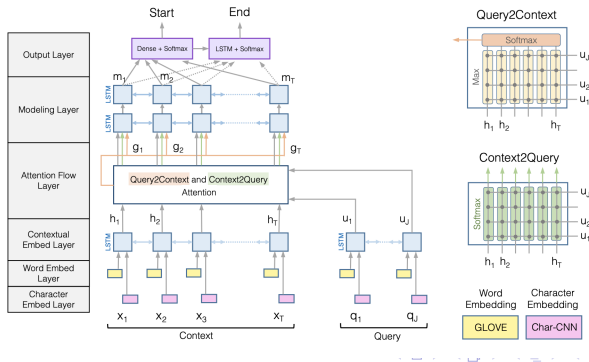 Start End
Query2Context
Output Layer
Dense + Softmax
LSTM + Softmax
Softmax
Max
uJ
u2
u1
h1 h2 hT
m1 m2 mT
LSTM
Modeling Layer
LSTM
g1 g2 gT
Attention Flow
Layer
Query2Context and Context2Query
Attention
Context2Query
Softmax
uJ
u2
u1
h1 h2 hT
h1 h2 hT
u1 uJ
Contextual
Embed Layer
LSTM
LSTM
Word Embed
Layer
Character
Embed Layer
x1 x2 x3 xT
q1 qJ
Context
Query
Word
Embedding
Character
Embedding
GLOVE
Char-CNN